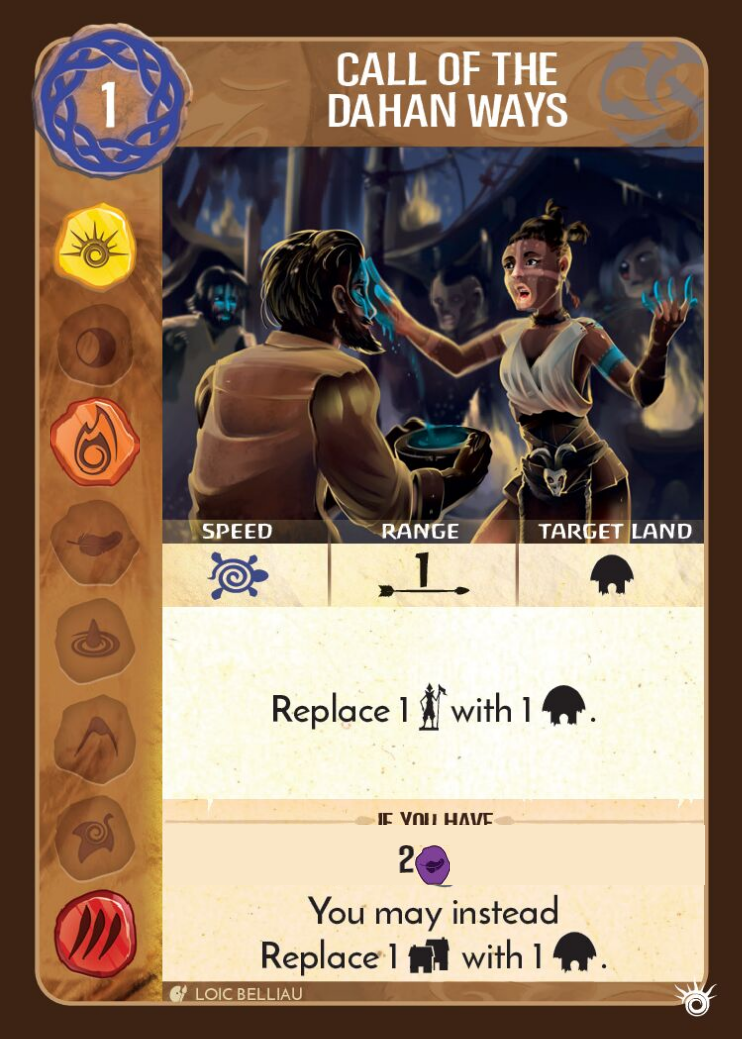 1
CALL OF THE
DAHAN WAYS
SPEED RANGE TARGET LAND
1
Replace 1 with 1 .
IF YOU HAVE
2
You may instead
Replace 1 with 1 .
LOIC BELLIAU